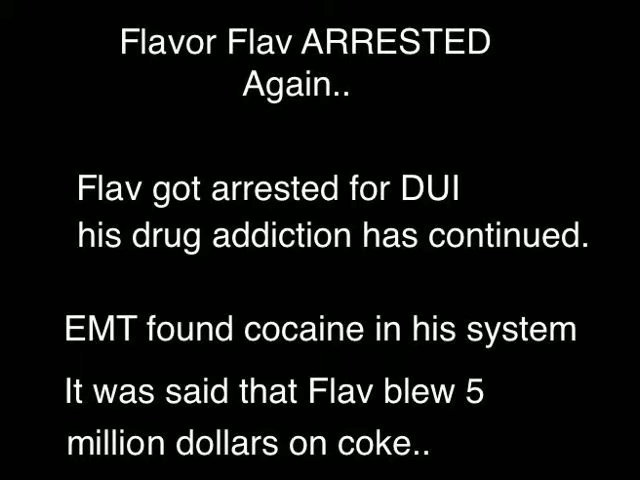 Flavor Flav ARRESTED
Again..
Flav got arrested for DUI
his drug addiction has continued.
EMT found cocaine in his system
It was said that Flav blew 5
million dollars on coke..